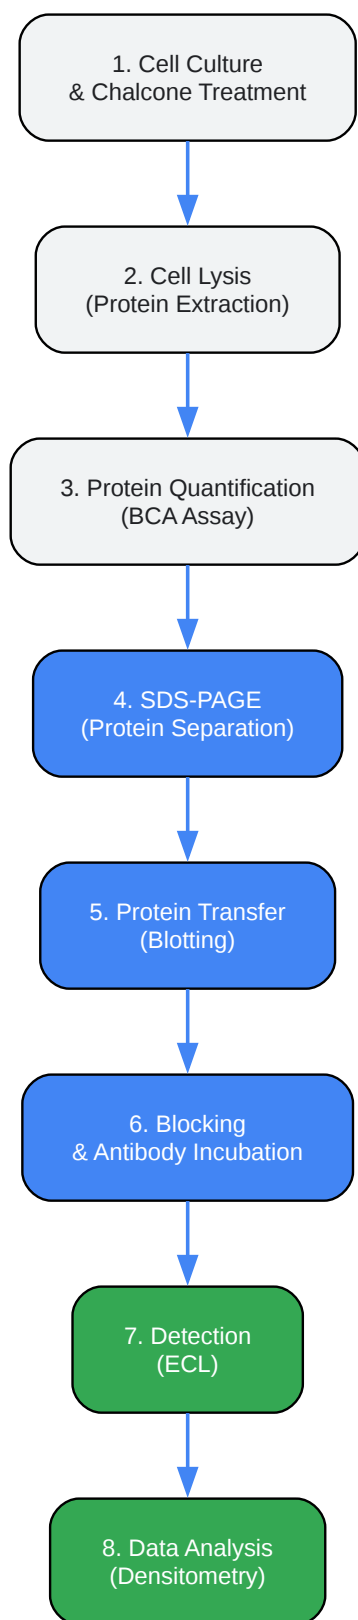 1. Cell Culture
& Chalcone Treatment
2. Cell Lysis
(Protein Extraction)
3. Protein Quantification
(BCA Assay)
4. SDS-PAGE
(Protein Separation)
5. Protein Transfer
(Blotting)
6. Blocking
& Antibody Incubation
7. Detection
(ECL)
8. Data Analysis
(Densitometry)